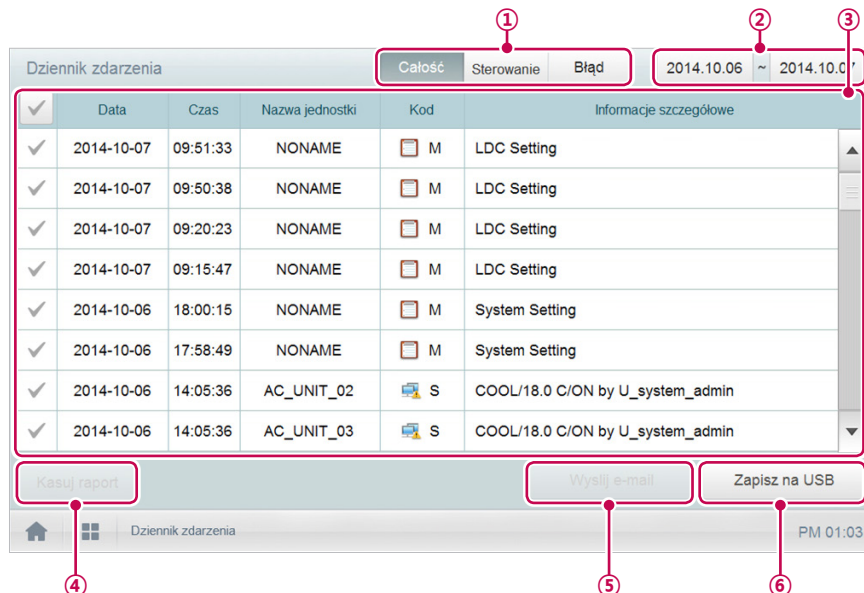 ① ② ③
Dziennik zdarzenia Całość Sterowanie Błąd 2014.10.06 ~ 2014.10.07
Data Czas Nazwa jednostki Kod Informacje szczegółowe
2014-10-07 09:51:33 NONAME M LDC Setting
2014-10-07 09:50:38 NONAME M LDC Setting
2014-10-07 09:20:23 NONAME M LDC Setting
2014-10-07 09:15:47 NONAME M LDC Setting
2014-10-06 18:00:15 NONAME M System Setting
2014-10-06 17:58:49 NONAME M System Setting
2014-10-06 14:05:36 AC_UNIT_02 S COOL/18.0 C/ON by U_system_admin
2014-10-06 14:05:36 AC_UNIT_03 S COOL/18.0 C/ON by U_system_admin
Kasuj raport Wyslij e-mail Zapisz na USB
Dziennik zdarzenia PM 01:03
④ ⑤ ⑥